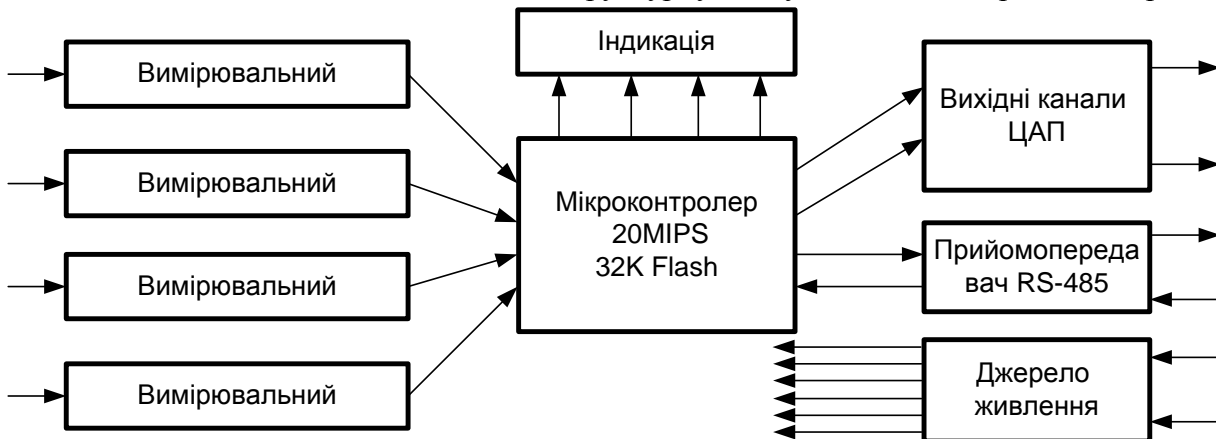 Індикація
Вимірювальний
Вимірювальний
Вимірювальний
Вимірювальний
Мікроконтролер
20MIPS
32K Flash
Вихідні канали
ЦАП
Прийомопереда
вач RS-485
Джерело
живлення